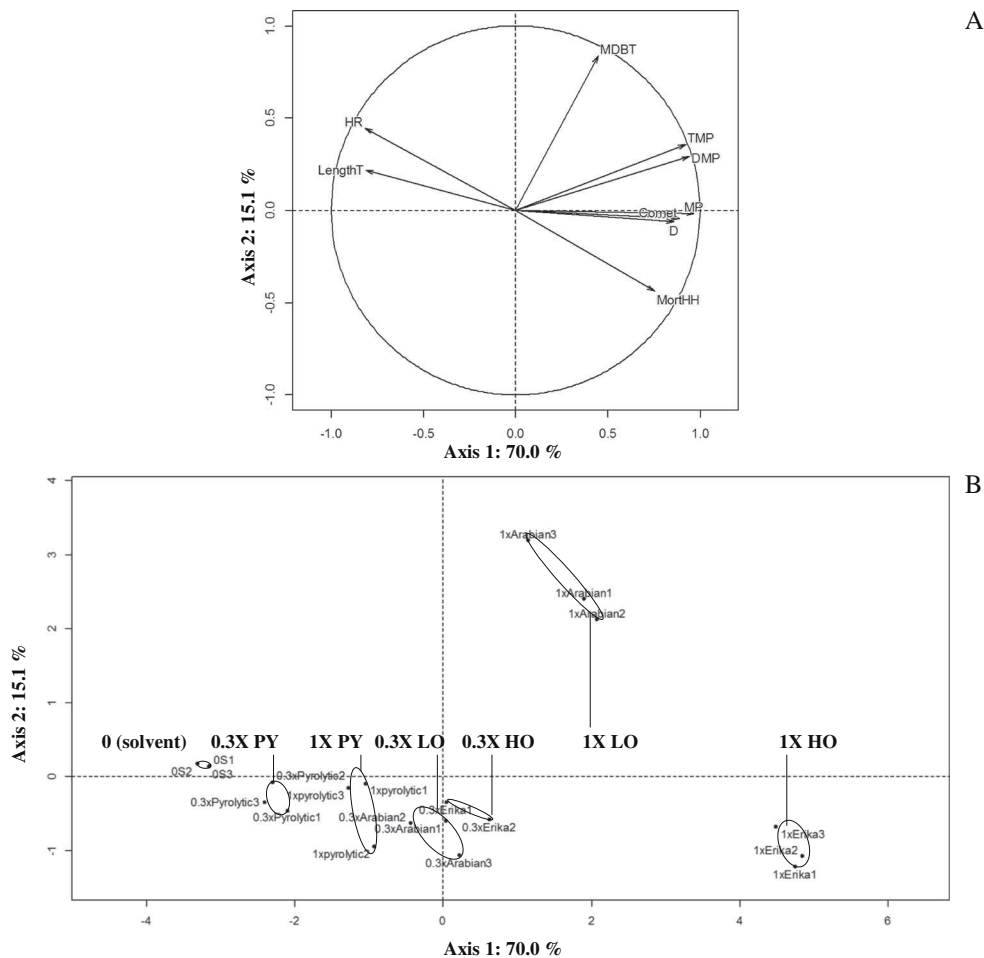 A
MDBT
HR
TMP
DMP
LengthT
MP
Comet
D
MortHH
1.0
0.5
0.0
-0.5
-1.0
Axis 2: 15.1 %
-1.0
-0.5
0.0
0.5
1.0
Axis 1: 70.0 %
B
4
3
2
1
0
-1
Axis 2: 15.1 %
1xArabian3
1xArabian1
1xArabian2
0 (solvent)
0.3X PY
1X PY
0.3X LO
0.3X HO
1X LO
1X HO
0S1
0S2
0S3
0.3xPyrolytic2
1xpyrolytic1
0.3xPyrolytic3
1xpyrolytic3
0.3xErika1
0.3xPyrolytic1
0.3xArabian2
0.3xArabian1
0.3xErika2
1xErika3
1xpyrolytic2
0.3xArabian3
1xErika2
1xErika1
-4
-2
0
2
4
6
Axis 1: 70.0 %